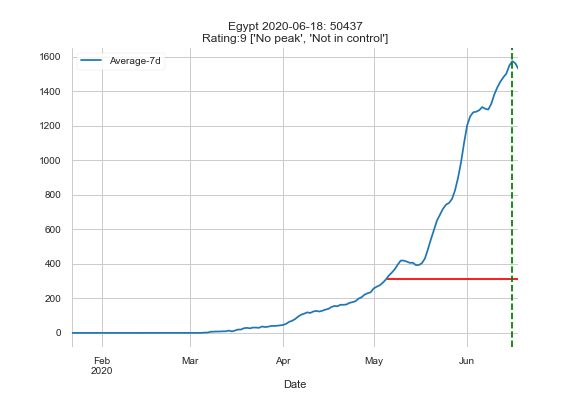 Egypt 2020-06-18: 50437
Rating:9 ['No peak', 'Not in control']
Average-7d
1600
1400
1200
1000
800
600
400
200
0
Feb
2020
Mar
Apr
May
Jun
Date